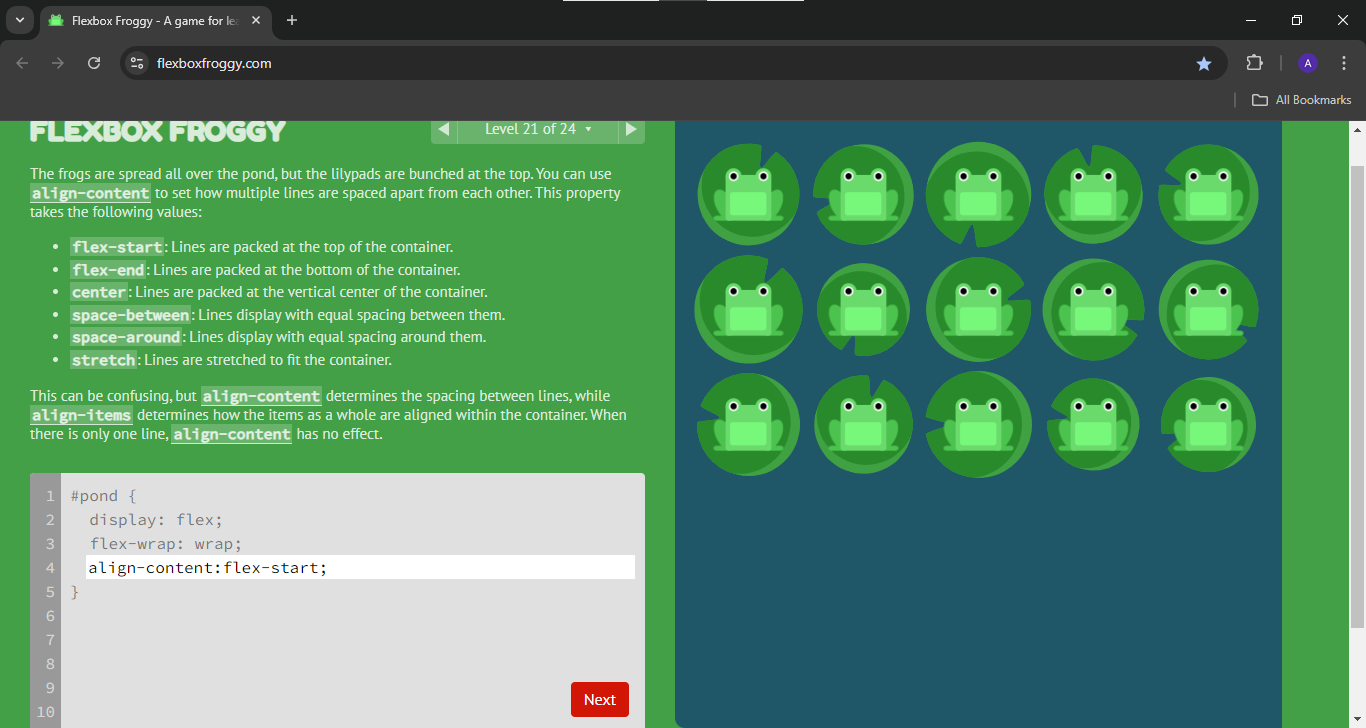 Flexbox Froggy - A game for le
flexboxfroggy.com
A
All Bookmarks
FLEXBOX FROGGY
Level 21 of 24
The frogs are spread all over the pond, but the lilypads are bunched at the top. You can use
align-content to set how multiple lines are spaced apart from each other. This property
takes the following values:
• flex-start: Lines are packed at the top of the container.
• flex-end: Lines are packed at the bottom of the container.
• center: Lines are packed at the vertical center of the container.
• space-between: Lines display with equal spacing between them.
• space-around: Lines display with equal spacing around them.
• stretch: Lines are stretched to fit the container.
This can be confusing, but align-content determines the spacing between lines, while
align-items determines how the items as a whole are aligned within the container. When
there is only one line, align-content has no effect.
1 #pond {
2 display: flex;
3 flex-wrap: wrap;
4 align-content:flex-start;
5 }
6
7
8
9
10
Next